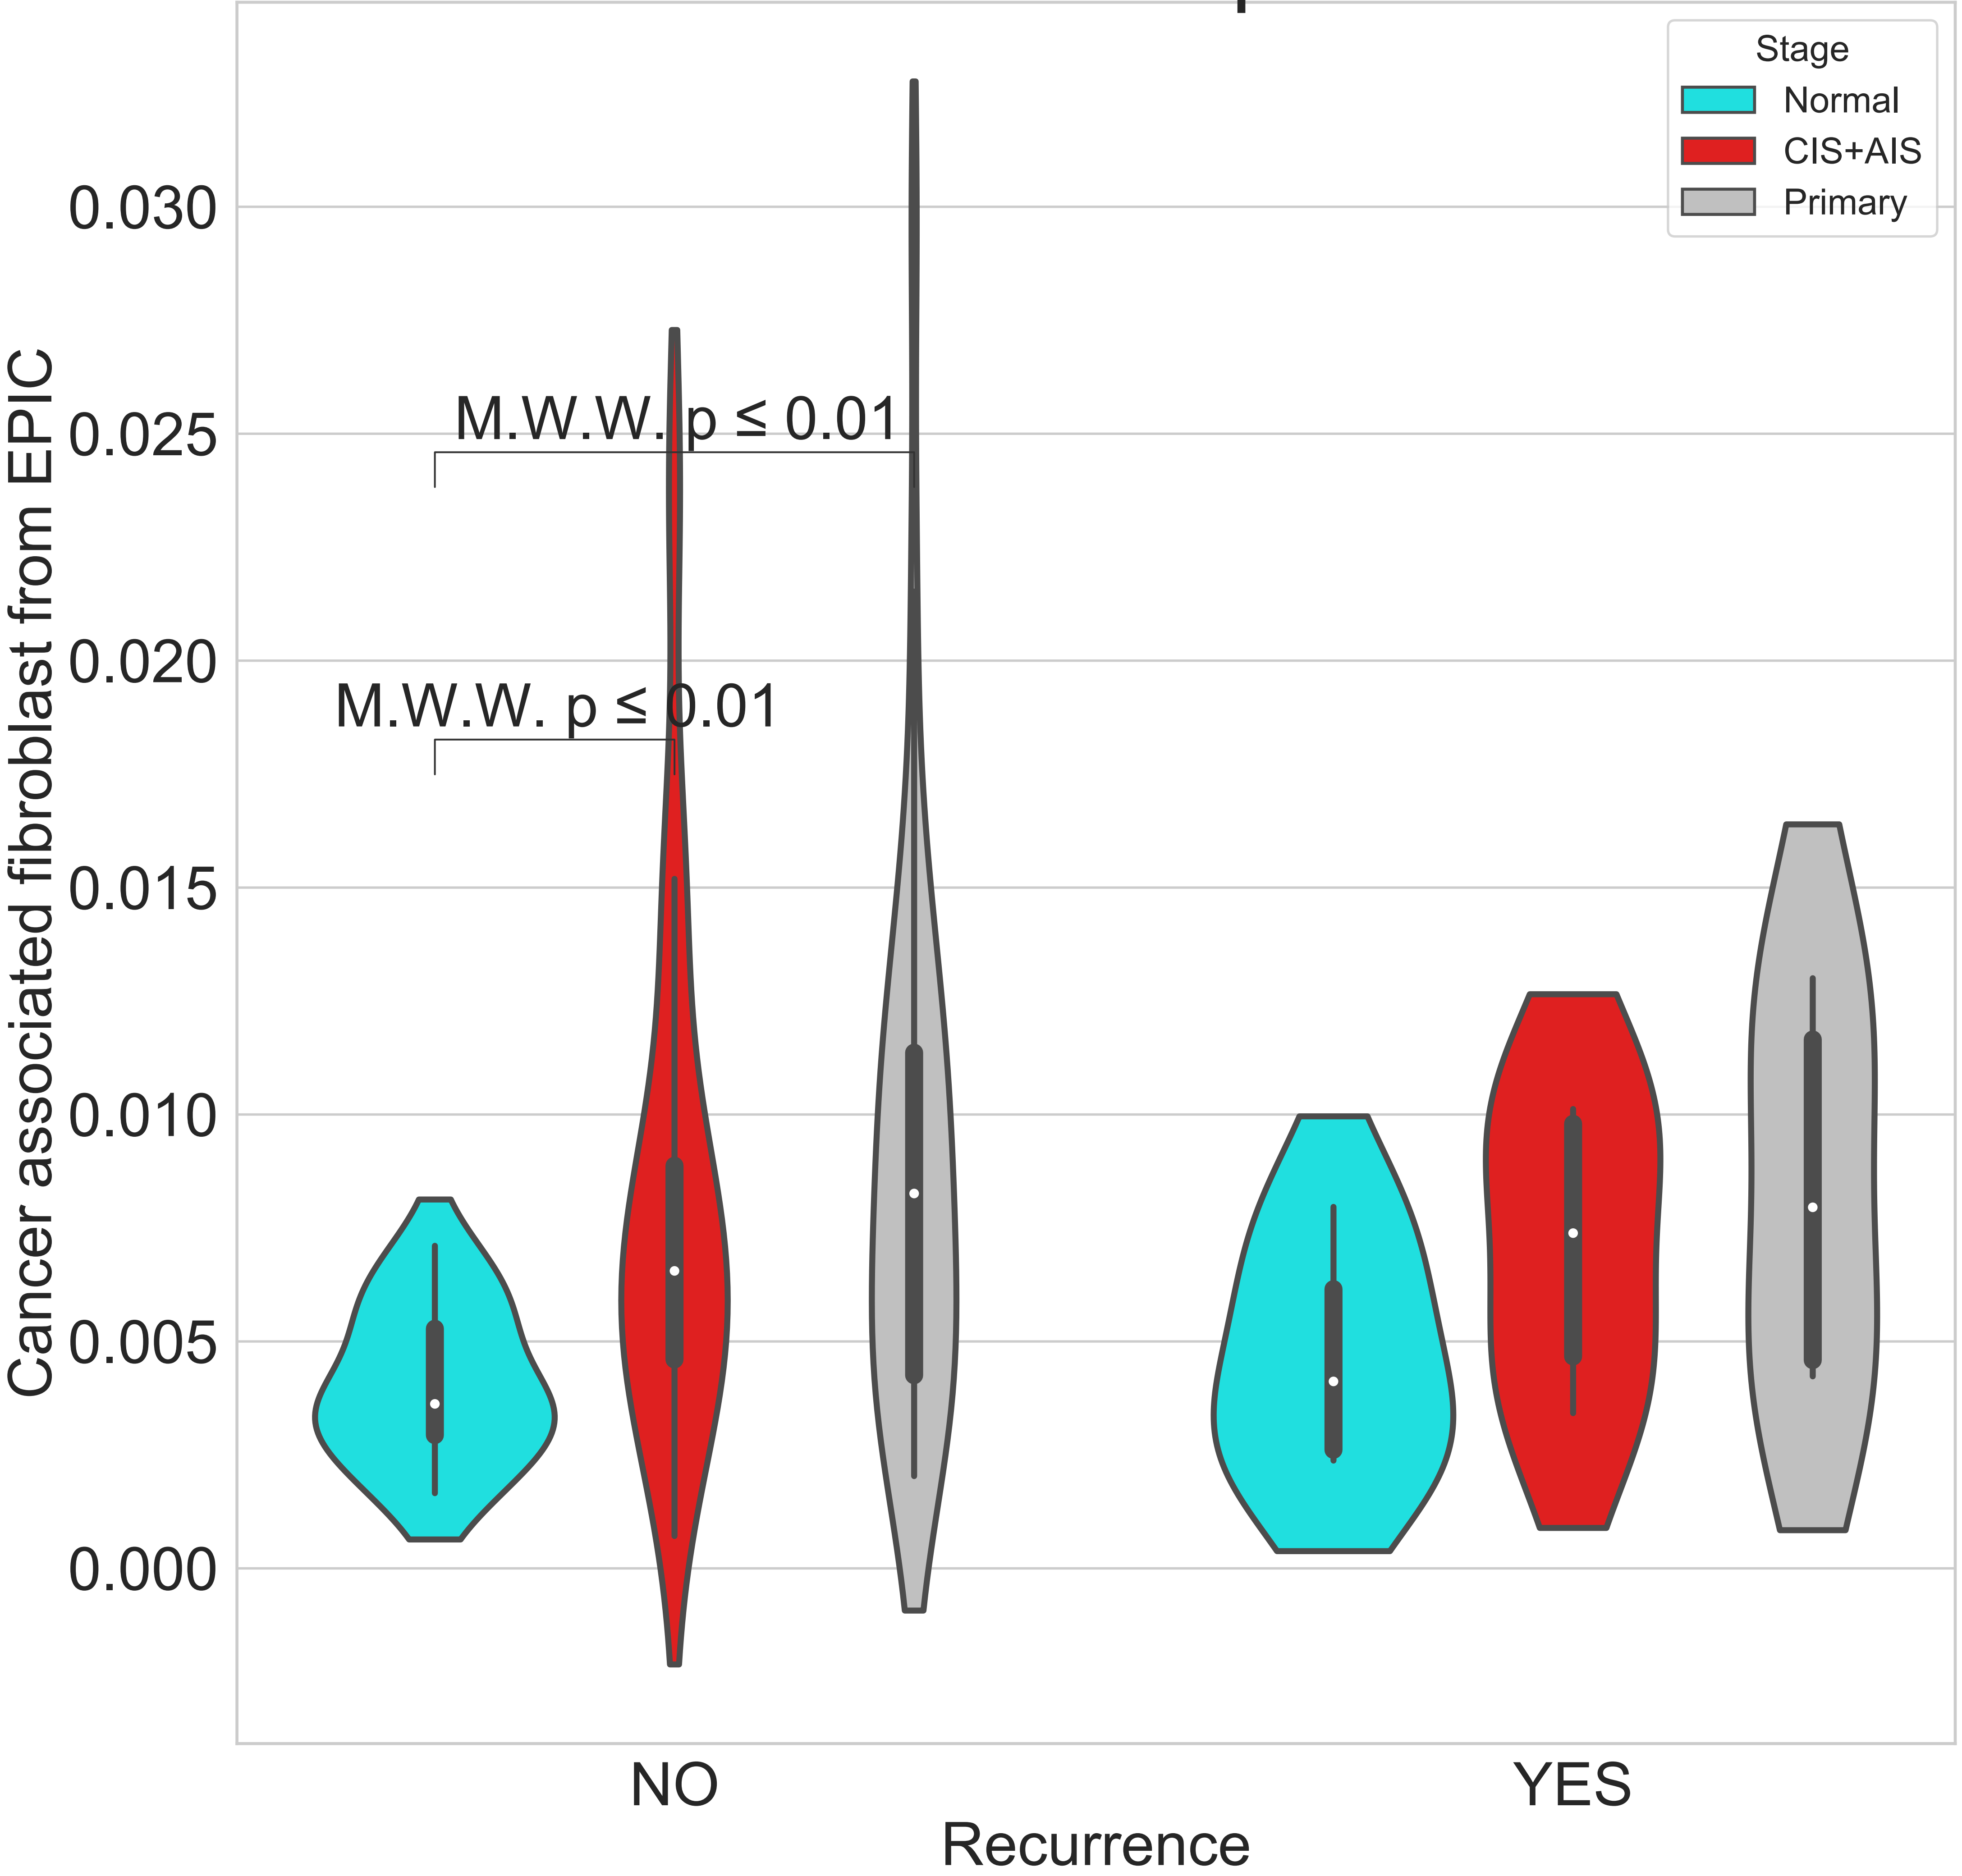 Stage
Normal
CIS+AIS
Primary
Cancer associated fibroblast from EPIC
0.030
0.025
0.020
0.015
0.010
0.005
0.000
M.W.W. p ≤ 0.01
M.W.W. p ≤ 0.01
NO
YES
Recurrence